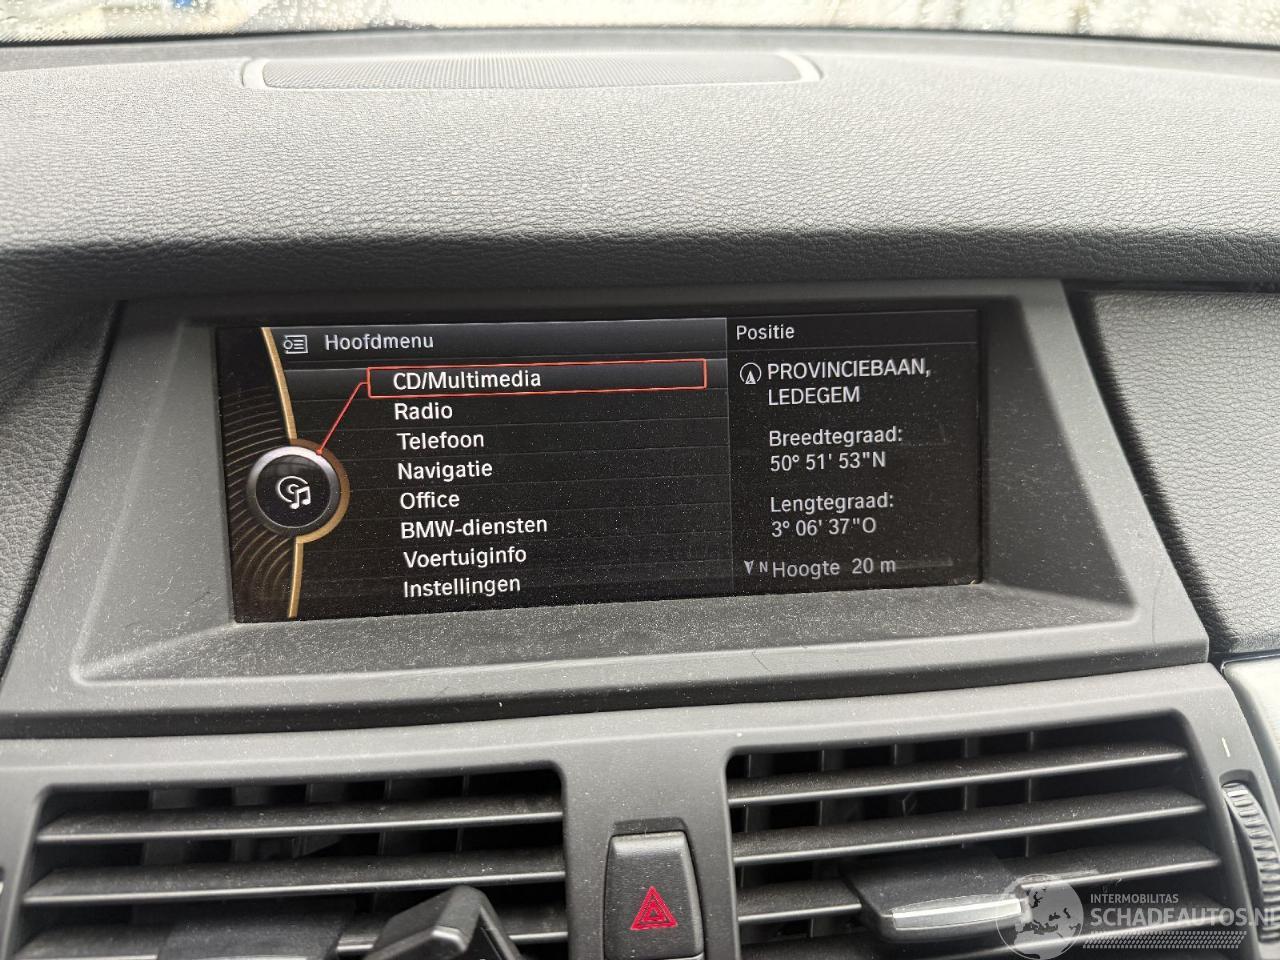 Hoofdmenu
CD/Multimedia
Radio
Telefoon
Navigatie
Office
BMW-diensten
Voertuiginfo
Instellingen
Positie
PROVINCIEBAAN,
LEDEGEM
Breedtegraad:
50° 51' 53"N
Lengtegraad:
3° 06' 37"O
N Hoogte 20 m
INTERMOBILITAS
SCHADEAUTOS.NL